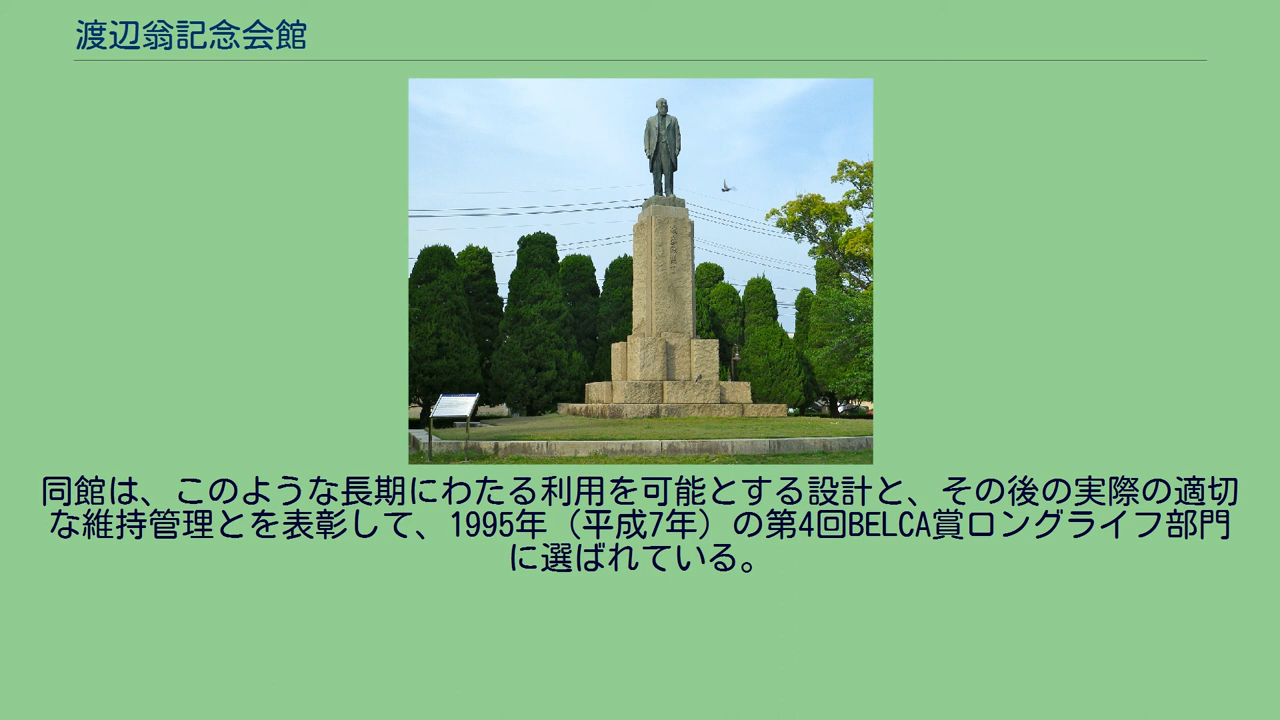 渡辺翁記念会館
同館は、このような長期にわたる利用を可能とする設計と、その後の実際の適切
な維持管理とを表彰して、1995年（平成7年）の第4回BELCA賞ロングライフ部門
に選ばれている。